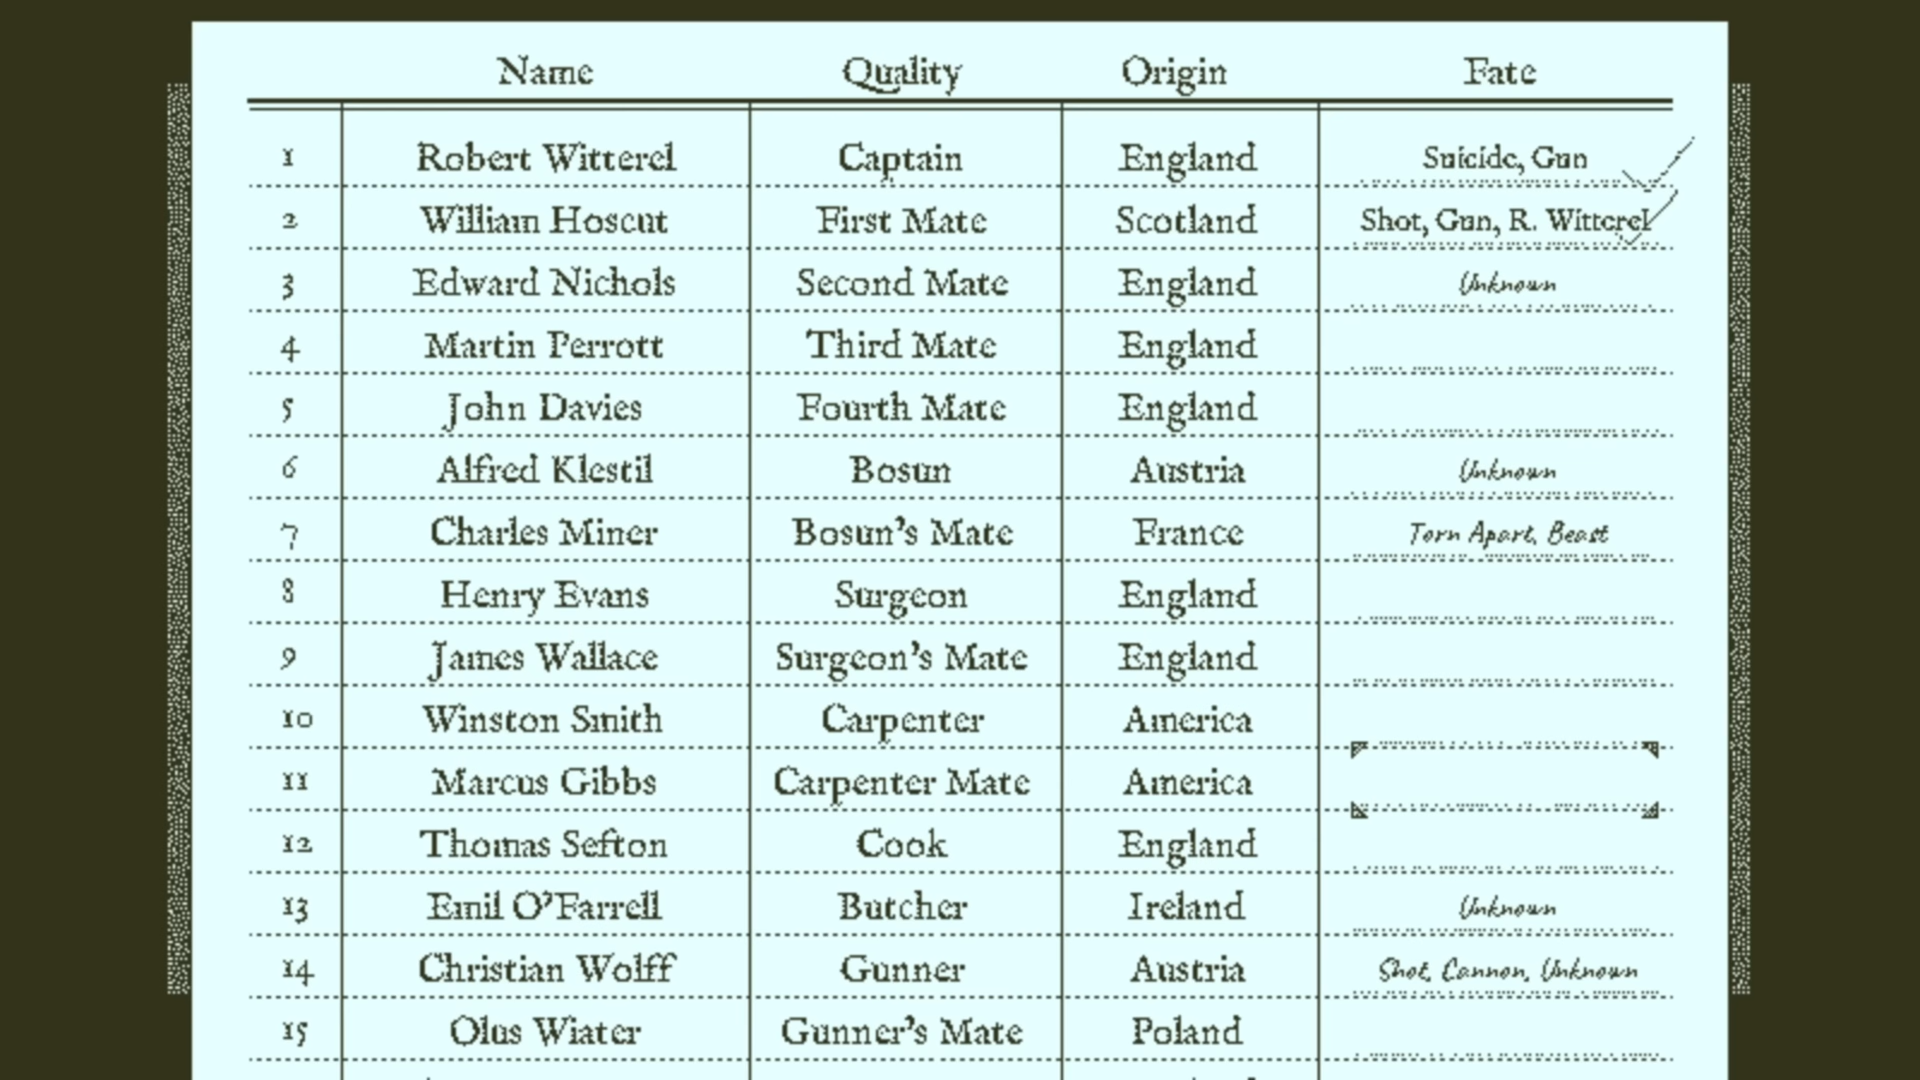 Name Quality Origin Fate
1 Robert Witterel Captain England Suicide, Gun
2 William Hoscut First Mate Scotland Shot, Gun, R. Witterel
3 Edward Nichols Second Mate England Unknown
4 Martin Perrott Third Mate England
5 John Davies Fourth Mate England
6 Alfred Klestil Bosun Austria Unknown
7 Charles Miner Bosun's Mate France Torn Apart, Beast
8 Henry Evans Surgeon England
9 James Wallace Surgeon's Mate England
10 Winston Smith Carpenter America
11 Marcus Gibbs Carpenter Mate America
12 Thomas Sefton Cook England
13 Emil O'Farrell Butcher Ireland Unknown
14 Christian Wolff Gunner Austria Shot, Cannon, Unknown
15 Olus Wiater Gunner's Mate Poland